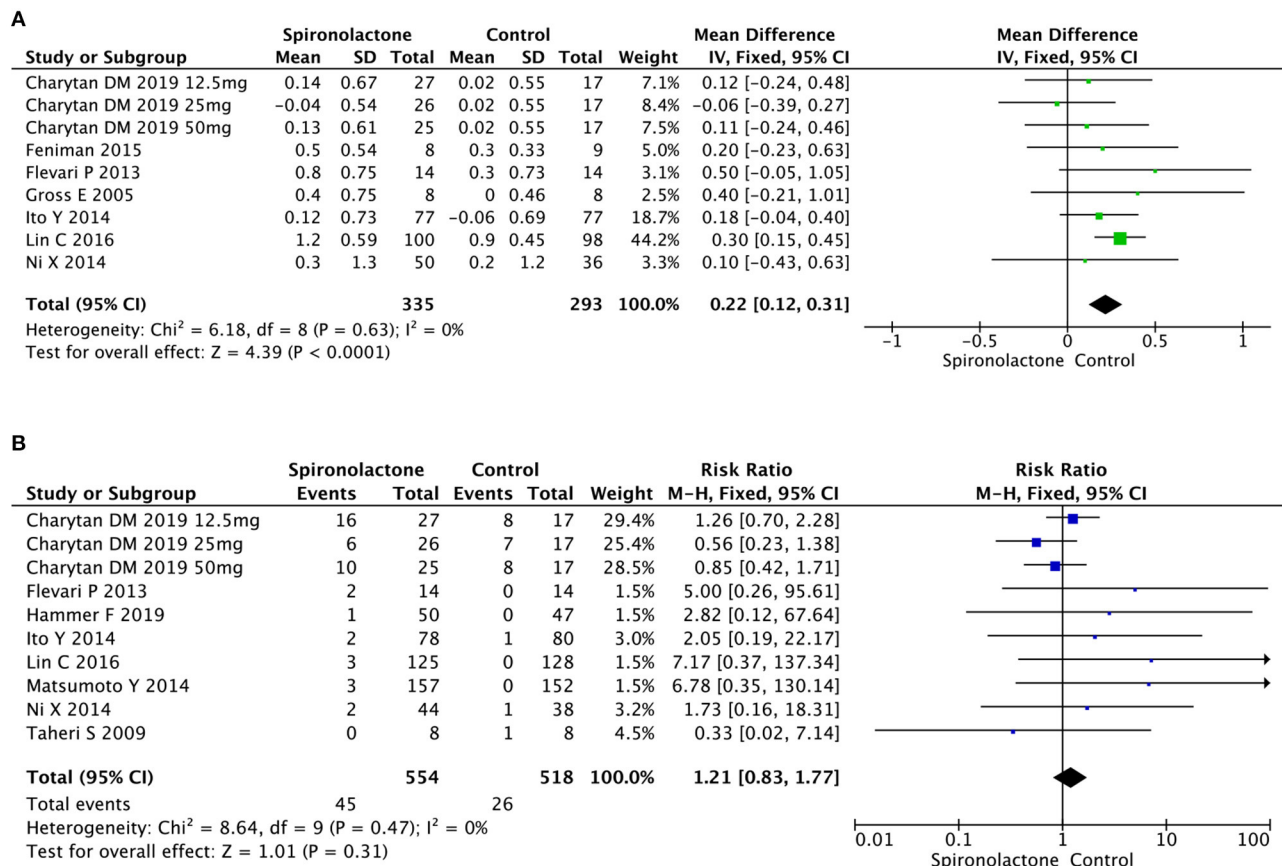 A
Spironolactone Control Mean Difference Mean Difference
Study or Subgroup Mean SD Total Mean SD Total Weight IV, Fixed, 95% CI IV, Fixed, 95% CI
Charytan DM 2019 12.5mg 0.14 0.67 27 0.02 0.55 17 7.1% 0.12 [−0.24, 0.48]
Charytan DM 2019 25mg −0.04 0.54 26 0.02 0.55 17 8.4% −0.06 [−0.39, 0.27]
Charytan DM 2019 50mg 0.13 0.61 25 0.02 0.55 17 7.5% 0.11 [−0.24, 0.46]
Feniman 2015 0.5 0.54 8 0.3 0.33 9 5.0% 0.20 [−0.23, 0.63]
Flevari P 2013 0.8 0.75 14 0.3 0.73 14 3.1% 0.50 [−0.05, 1.05]
Gross E 2005 0.4 0.75 8 0 0.46 8 2.5% 0.40 [−0.21, 1.01]
Ito Y 2014 0.12 0.73 77 −0.06 0.69 77 18.7% 0.18 [−0.04, 0.40]
Lin C 2016 1.2 0.59 100 0.9 0.45 98 44.2% 0.30 [0.15, 0.45]
Ni X 2014 0.3 1.3 50 0.2 1.2 36 3.3% 0.10 [−0.43, 0.63]
Total (95% CI) 335 293 100.0% 0.22 [0.12, 0.31]
Heterogeneity: Chi² = 6.18, df = 8 (P = 0.63); I² = 0%
Test for overall effect: Z = 4.39 (P < 0.0001)
−1 −0.5 0 0.5 1
Spironolactone Control
B
Spironolactone Control Risk Ratio Risk Ratio
Study or Subgroup Events Total Events Total Weight M−H, Fixed, 95% CI M−H, Fixed, 95% CI
Charytan DM 2019 12.5mg 16 27 8 17 29.4% 1.26 [0.70, 2.28]
Charytan DM 2019 25mg 6 26 7 17 25.4% 0.56 [0.23, 1.38]
Charytan DM 2019 50mg 10 25 8 17 28.5% 0.85 [0.42, 1.71]
Flevari P 2013 2 14 0 14 1.5% 5.00 [0.26, 95.61]
Hammer F 2019 1 50 0 47 1.5% 2.82 [0.12, 67.64]
Ito Y 2014 2 78 1 80 3.0% 2.05 [0.19, 22.17]
Lin C 2016 3 125 0 128 1.5% 7.17 [0.37, 137.34]
Matsumoto Y 2014 3 157 0 152 1.5% 6.78 [0.35, 130.14]
Ni X 2014 2 44 1 38 3.2% 1.73 [0.16, 18.31]
Taheri S 2009 0 8 1 8 4.5% 0.33 [0.02, 7.14]
Total (95% CI) 554 518 100.0% 1.21 [0.83, 1.77]
Total events 45 26
Heterogeneity: Chi² = 8.64, df = 9 (P = 0.47); I² = 0%
Test for overall effect: Z = 1.01 (P = 0.31)
0.01 0.1 1 10 100
Spironolactone Control